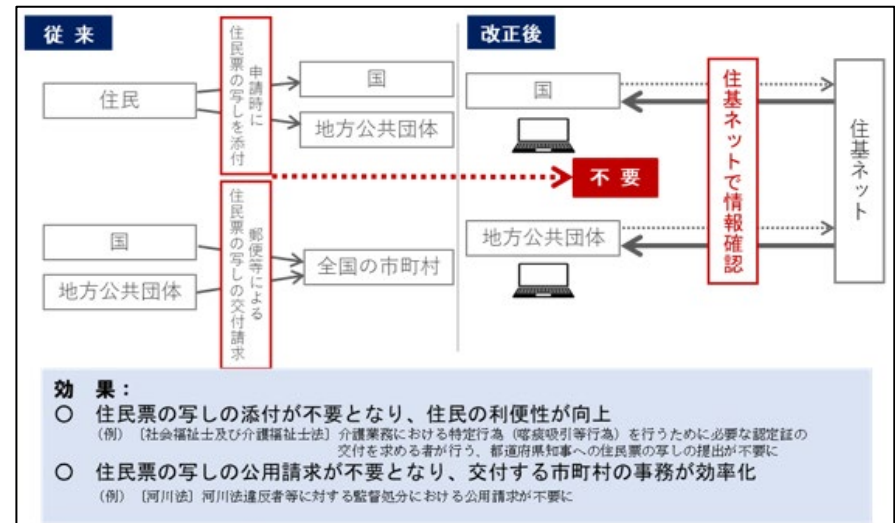 従 来
申請時に
住民票の写しを添付
住民
国
地方公共団体
郵便等による
住民票の写しの交付請求
国
地方公共団体
全国の市町村
改正後
国
不 要
地方公共団体
住基ネットで情報確認
住基ネット
効 果：
○ 住民票の写しの添付が不要となり、住民の利便性が向上
（例）〔社会福祉士及び介護福祉士法〕介護業務における特定行為（喀痰吸引等行為）を行うために必要な認定証の
交付を求める者が行う、都道府県知事への住民票の写しの提出が不要に
○ 住民票の写しの公用請求が不要となり、交付する市町村の事務が効率化
（例）〔河川法〕河川法違反者等に対する監督処分における公用請求が不要に